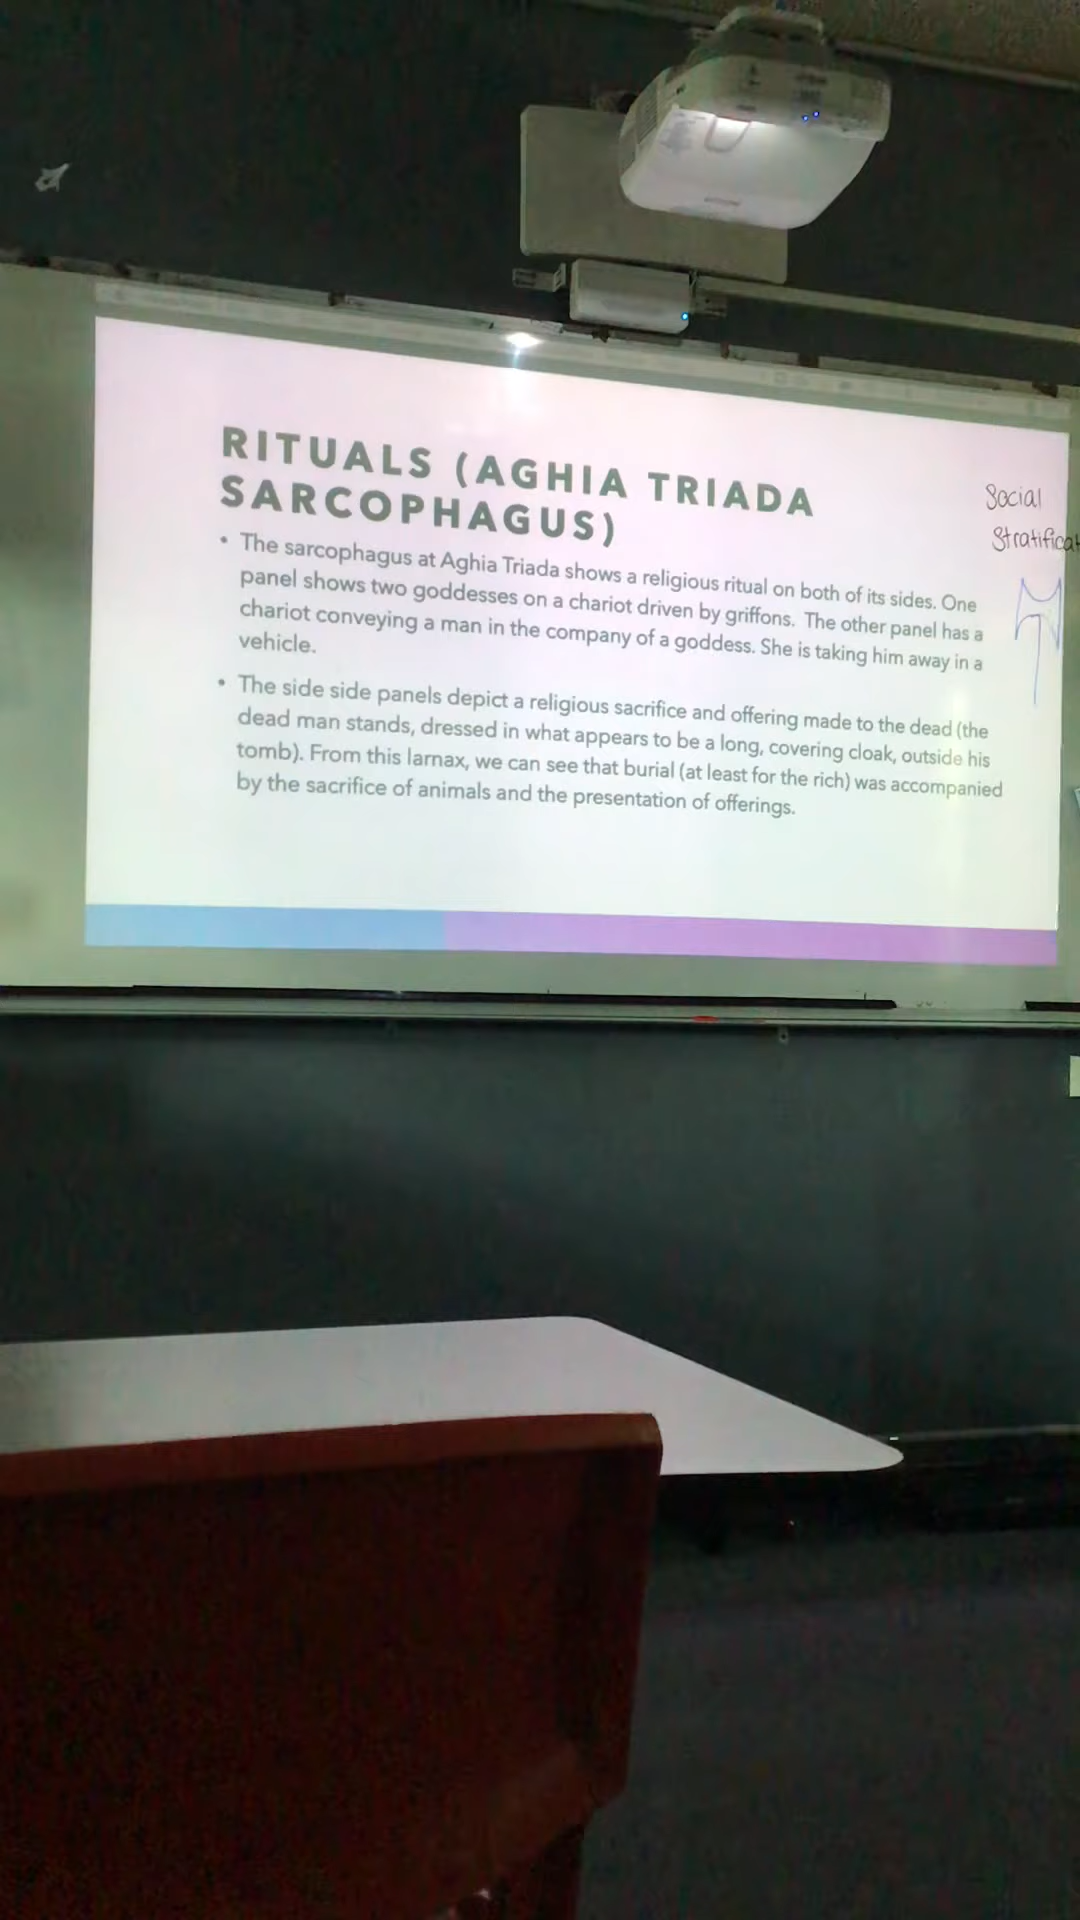 RITUALS (AGHIA TRIADA
SARCOPHAGUS)
• The sarcophagus at Aghia Triada shows a religious ritual on both of its sides. One
panel shows two goddesses on a chariot driven by griffons. The other panel has a
chariot conveying a man in the company of a goddess. She is taking him away in a
vehicle.
• The side side panels depict a religious sacrifice and offering made to the dead (the
dead man stands, dressed in what appears to be a long, covering cloak, outside his
tomb). From this larnax, we can see that burial (at least for the rich) was accompanied
by the sacrifice of animals and the presentation of offerings.
Social
Stratificat